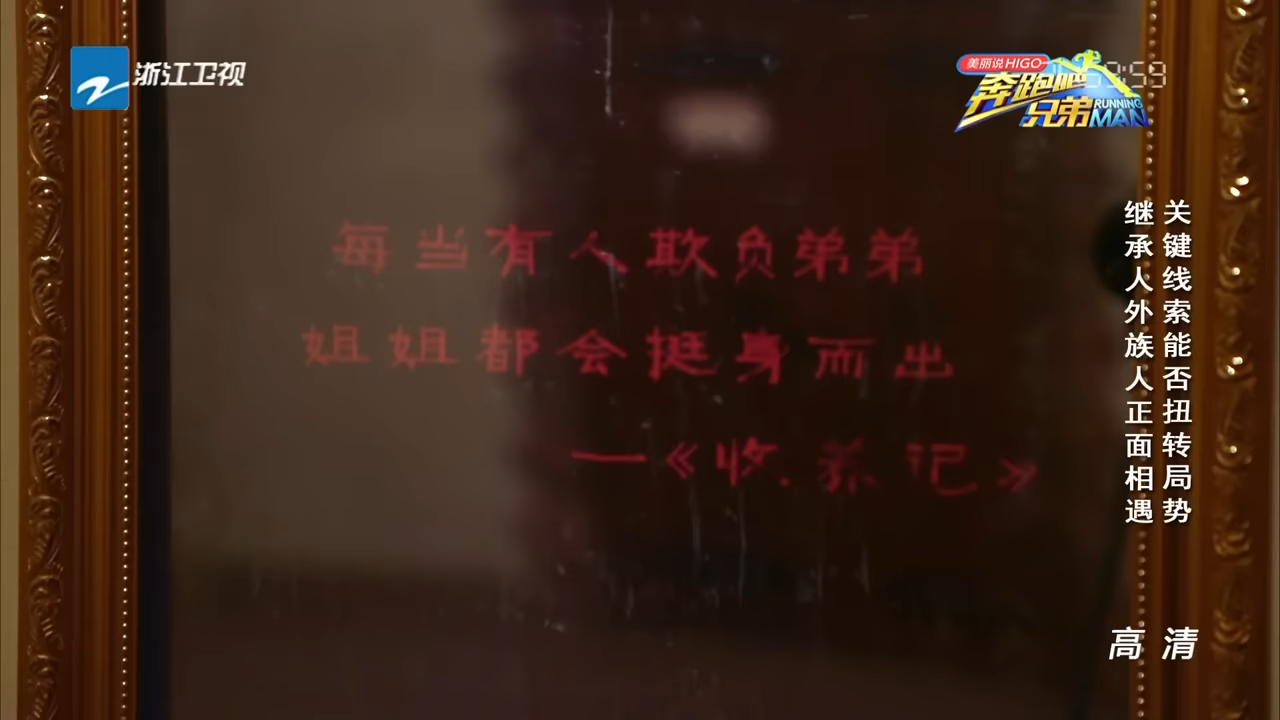 浙江卫视
美丽说HIGO
奔跑吧
兄弟
RUNNING
MAN
每当有人欺负弟弟
姐姐都会挺身而出
—《收养记》
关键线索能否扭转局势
继承人外族人正面相遇
高清